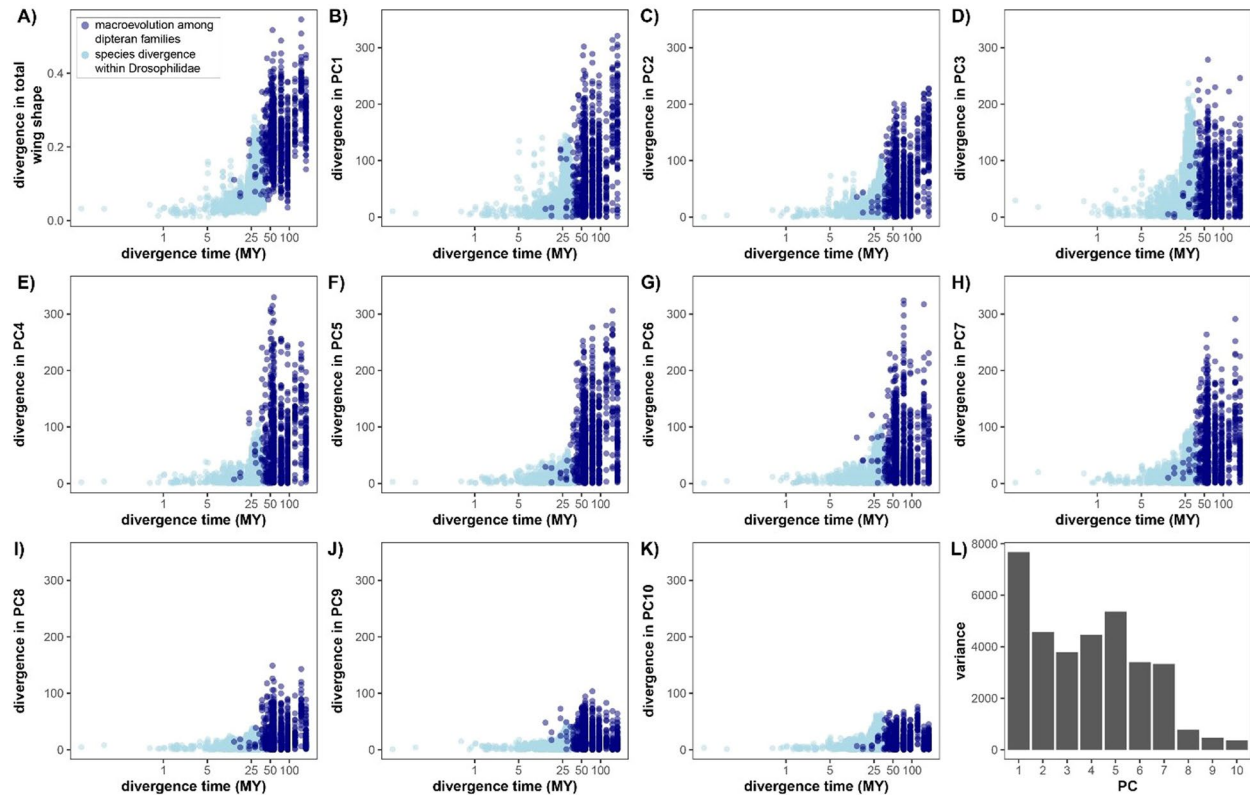 A)
macroevolution among
dipteran families
species divergence
within Drosophilidae
divergence in total
wing shape
0.4
0.2
0.0
1 5 25 50 100
divergence time (MY)
B)
divergence in PC1
300
200
100
0
1 5 25 50 100
divergence time (MY)
C)
divergence in PC2
300
200
100
0
1 5 25 50 100
divergence time (MY)
D)
divergence in PC3
300
200
100
0
1 5 25 50 100
divergence time (MY)
E)
divergence in PC4
300
200
100
0
1 5 25 50 100
divergence time (MY)
F)
divergence in PC5
300
200
100
0
1 5 25 50 100
divergence time (MY)
G)
divergence in PC6
300
200
100
0
1 5 25 50 100
divergence time (MY)
H)
divergence in PC7
300
200
100
0
1 5 25 50 100
divergence time (MY)
I)
divergence in PC8
300
200
100
0
1 5 25 50 100
divergence time (MY)
J)
divergence in PC9
300
200
100
0
1 5 25 50 100
divergence time (MY)
K)
divergence in PC10
300
200
100
0
1 5 25 50 100
divergence time (MY)
L)
variance
8000
6000
4000
2000
0
1 2 3 4 5 6 7 8 9 10
PC